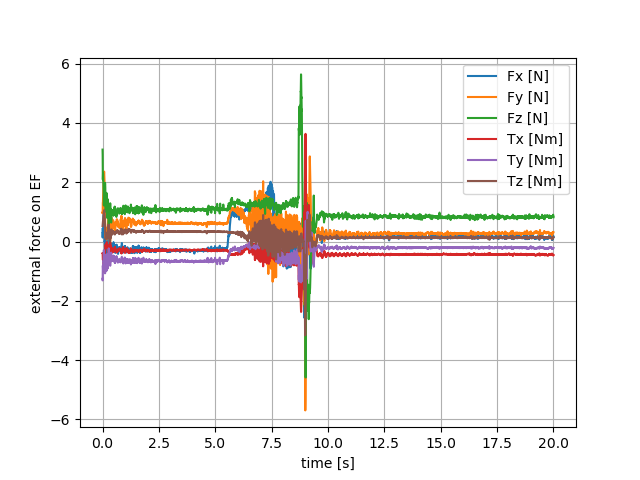 6
4
2
0
−2
−4
−6
external force on EF
0.0 2.5 5.0 7.5 10.0 12.5 15.0 17.5 20.0
time [s]
Fx [N]
Fy [N]
Fz [N]
Tx [Nm]
Ty [Nm]
Tz [Nm]